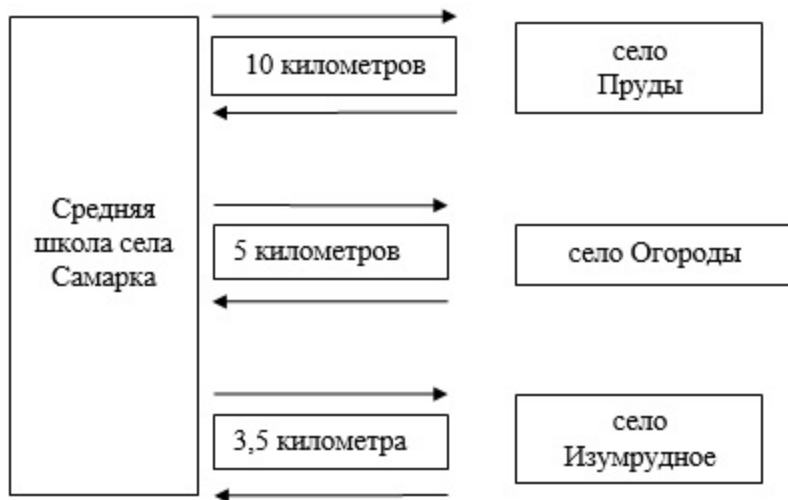 10 километров
село
Пруды
Средняя
школа села
Самарка
5 километров
село Огороды
3,5 километра
село
Изумрудное